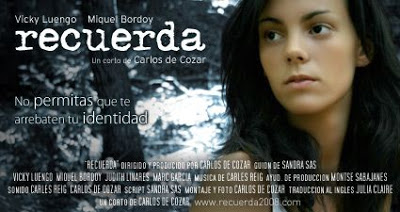 Vicky Luengo   Miquel Bordoy
recuerda
Un corto de Carlos de Cozar
No permitas que te
arrebaten tu identidad
"RECUERDA" DIRIGIDO Y PRODUCIDO POR CARLOS DE COZAR GUION DE SANDRA SAS
VICKY LUENGO MIQUEL BORDOY JUDITH LINARES MARC GARCIA MUSICA DE CARLES REIG AYUD. DE PRODUCCION MONTSE SABAJANES
SONIDO CARLES REIG CARLOS DE COZAR SCRIPT SANDRA SAS MONTAJE Y FOTO CARLOS DE COZAR TRADUCCION AL INGLES JULIA CLAIRE
UN CORTO DE CARLOS DE COZAR www.recuerda2008.com